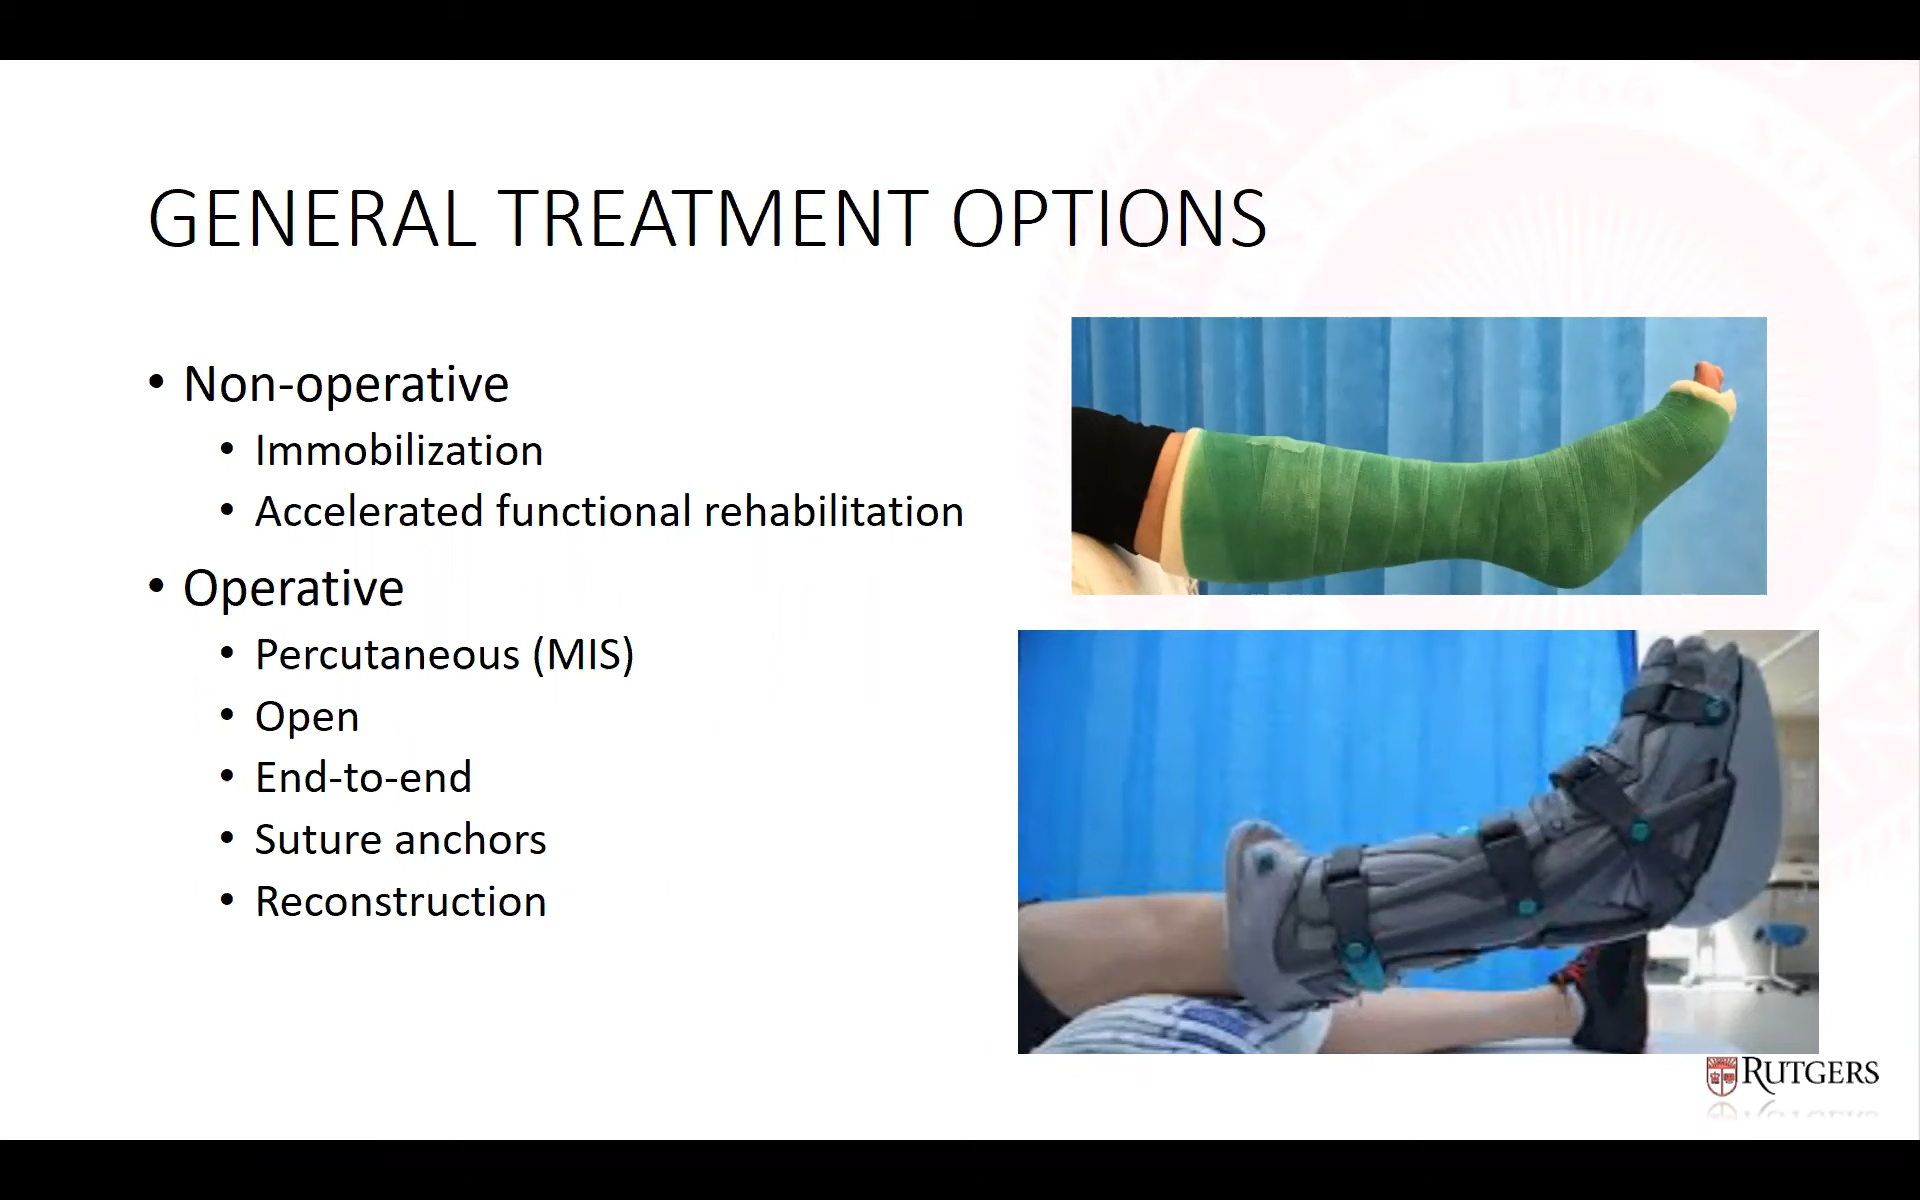 GENERAL TREATMENT OPTIONS
• Non-operative
• Immobilization
• Accelerated functional rehabilitation
• Operative
• Percutaneous (MIS)
• Open
• End-to-end
• Suture anchors
• Reconstruction
RUTGERS
1766